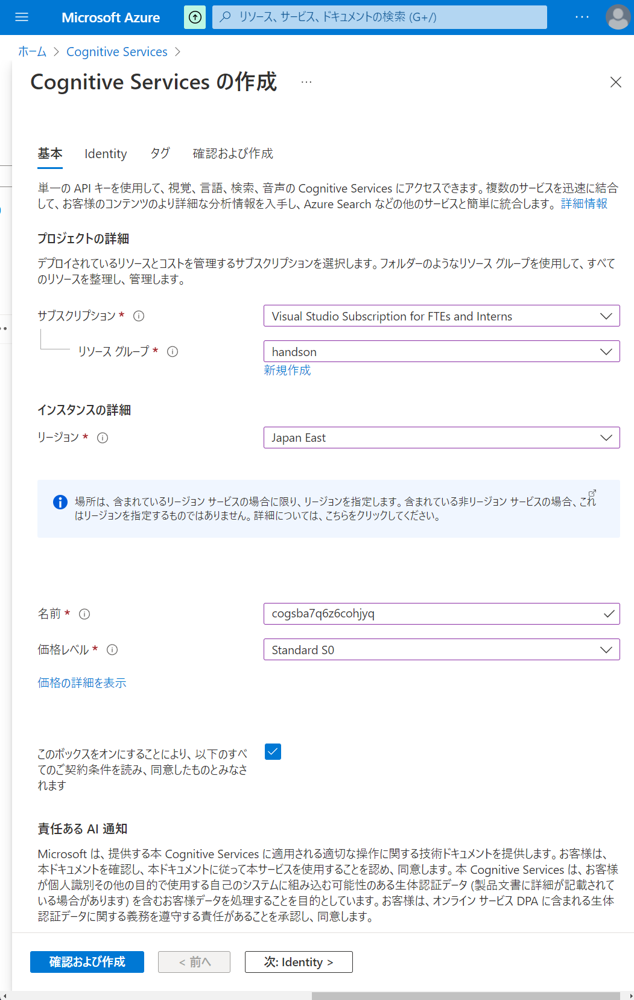 Microsoft Azure
リソース、サービス、ドキュメントの検索 (G+/)
ホーム > Cognitive Services >
Cognitive Services の作成 ...
基本 Identity タグ 確認および作成
単一の API キーを使用して、視覚、言語、検索、音声の Cognitive Services にアクセスできます。複数のサービスを迅速に結合
して、お客様のコンテンツのより詳細な分析情報を入手し、Azure Search などの他のサービスと簡単に統合します。 詳細情報
プロジェクトの詳細
デプロイされているリソースとコストを管理するサブスクリプションを選択します。フォルダーのようなリソース グループを使用して、すべて
のリソースを整理し、管理します。
サブスクリプション * Visual Studio Subscription for FTEs and Interns
リソース グループ * handson
新規作成
インスタンスの詳細
リージョン * Japan East
場所は、含まれているリージョン サービスの場合に限り、リージョンを指定します。含まれている非リージョン サービスの場合、これ
はリージョンを指定するものではありません。詳細については、こちらをクリックしてください。
名前 * cogsba7q6z6cohjyq
価格レベル * Standard S0
価格の詳細を表示
このボックスをオンにすることにより、以下のすべ
てのご契約条件を読み、同意したものとみなさ
れます
責任ある AI 通知
Microsoft は、提供する本 Cognitive Services に適用される適切な操作に関する技術ドキュメントを提供します。お客様は、
本ドキュメントを確認し、本ドキュメントに従って本サービスを使用することを認め、同意します。本 Cognitive Services は、お客様
が個人識別その他の目的で使用する自己のシステムに組み込む可能性のある生体認証データ (製品文書に詳細が記載されて
いる場合があります) を含むお客様データを処理することを目的としています。お客様は、オンライン サービス DPA に含まれる生体
認証データに関する義務を遵守する責任があることを承認し、同意します。
確認および作成 < 前へ 次: Identity >